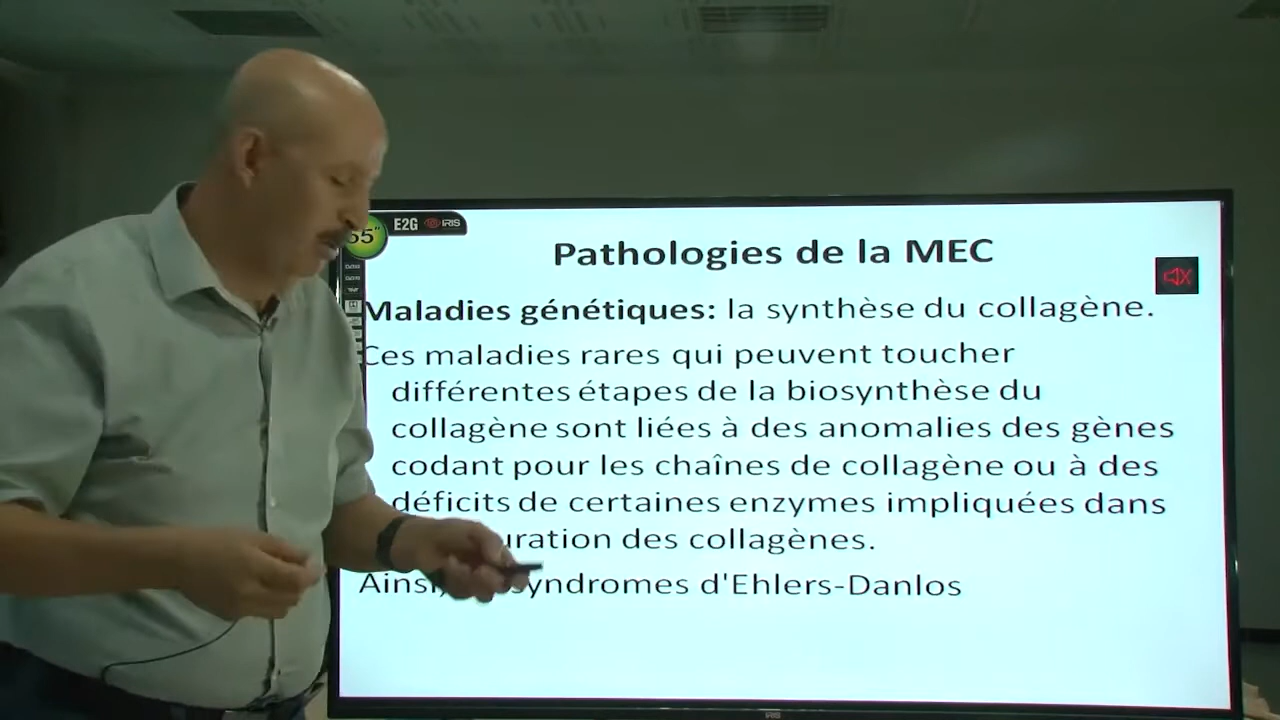 55"
E2G IRIS
Pathologies de la MEC
Maladies génétiques: la synthèse du collagène.
Ces maladies rares qui peuvent toucher
différentes étapes de la biosynthèse du
collagène sont liées à des anomalies des gènes
codant pour les chaînes de collagène ou à des
déficits de certaines enzymes impliquées dans
uration des collagènes.
Ainsi, syndromes d'Ehlers-Danlos
IRIS